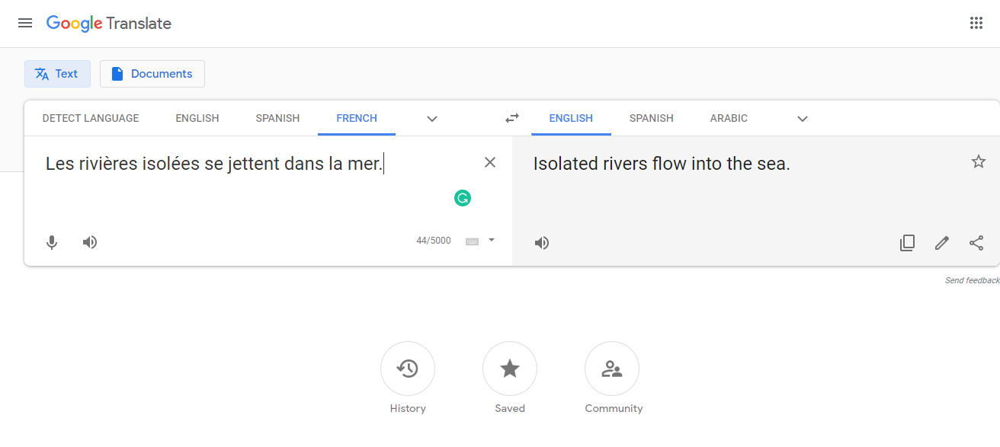 Google Translate
Text
Documents
DETECT LANGUAGE ENGLISH SPANISH FRENCH ENGLISH SPANISH ARABIC
Les rivières isolées se jettent dans la mer.
Isolated rivers flow into the sea.
44/5000
Send feedback
History
Saved
Community